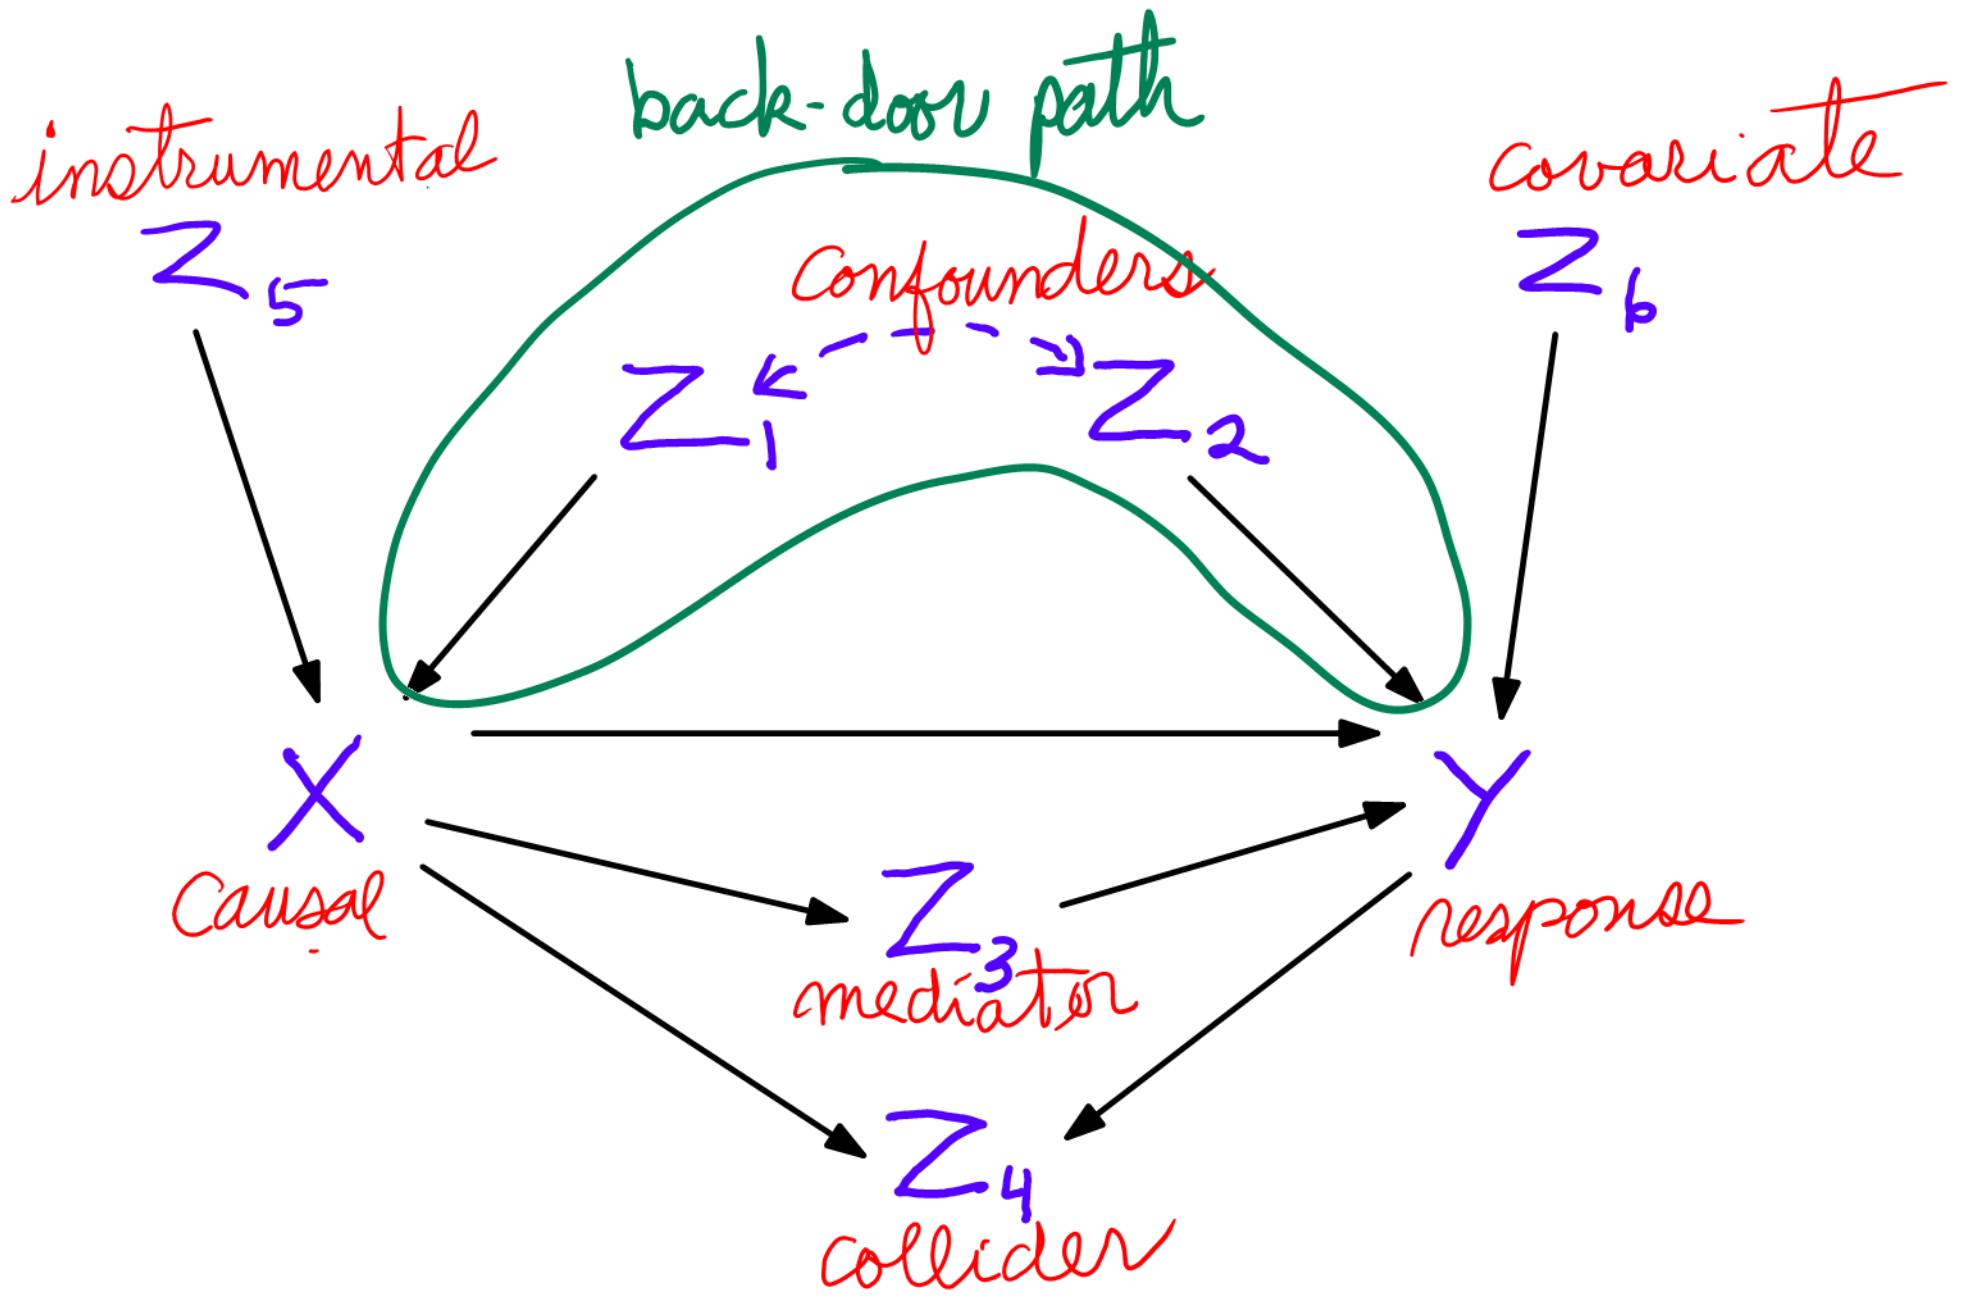 back-door path
instrumental
covariate
Z5
Z6
Confounders
Z1
Z2
X
Y
Causal
response
Z3
mediator
Z4
collider